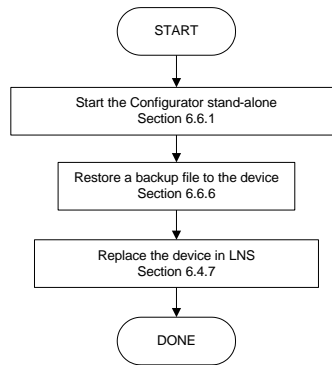 START
Start the Configurator stand-alone
Section 6.6.1
Restore a backup file to the device
Section 6.6.6
Replace the device in LNS
Section 6.4.7
DONE